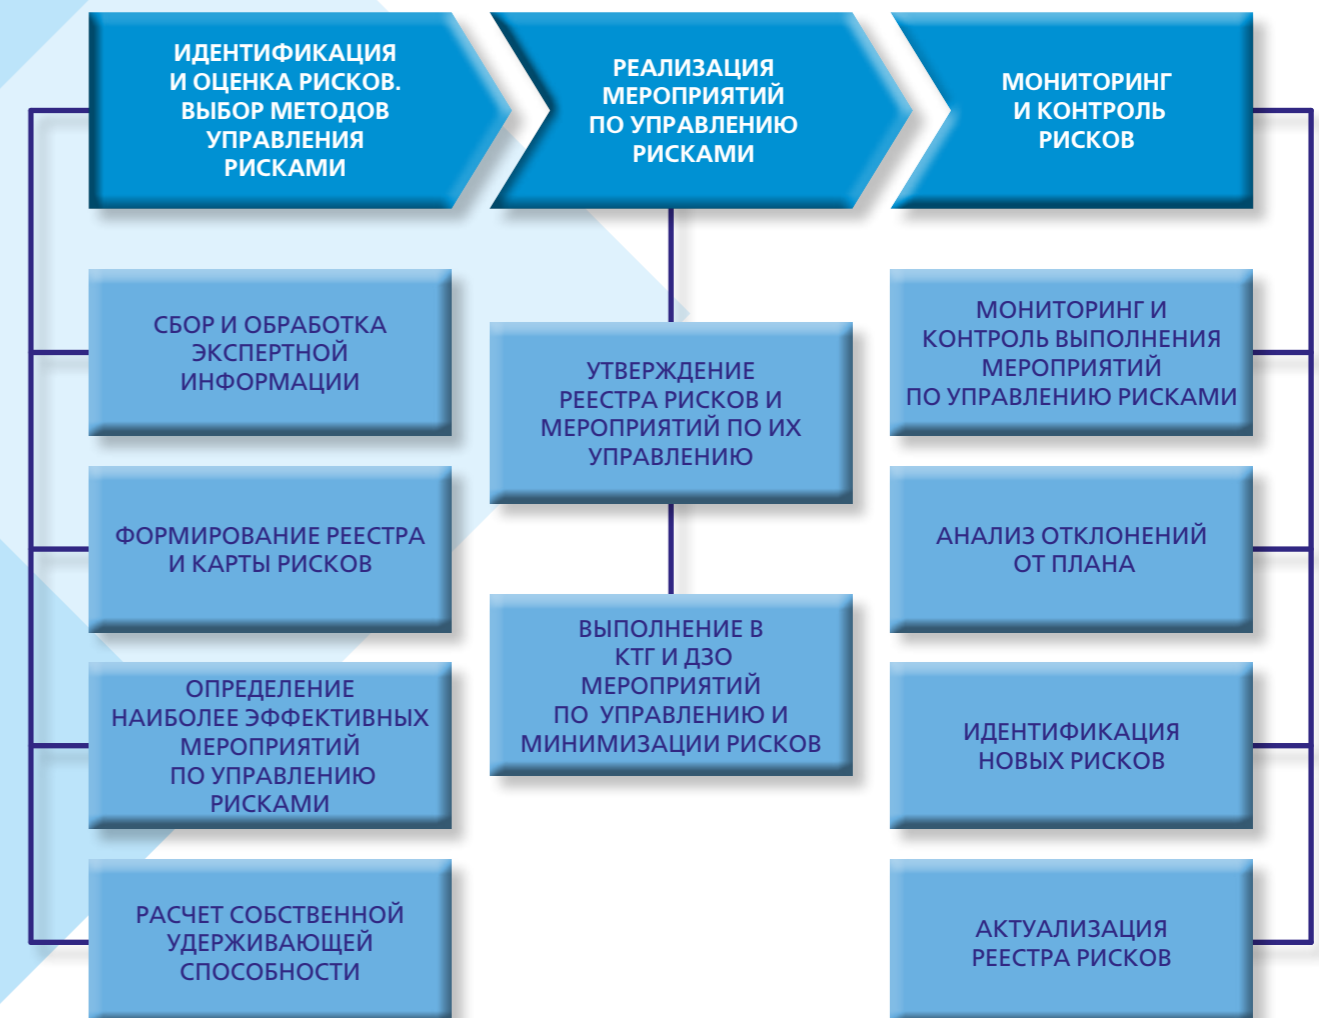 ИДЕНТИФИКАЦИЯ
И ОЦЕНКА РИСКОВ.
ВЫБОР МЕТОДОВ
УПРАВЛЕНИЯ
РИСКАМИ
РЕАЛИЗАЦИЯ
МЕРОПРИЯТИЙ
ПО УПРАВЛЕНИЮ
РИСКАМИ
МОНИТОРИНГ
И КОНТРОЛЬ
РИСКОВ
СБОР И ОБРАБОТКА
ЭКСПЕРТНОЙ
ИНФОРМАЦИИ
ФОРМИРОВАНИЕ РЕЕСТРА
И КАРТЫ РИСКОВ
ОПРЕДЕЛЕНИЕ
НАИБОЛЕЕ ЭФФЕКТИВНЫХ
МЕРОПРИЯТИЙ
ПО УПРАВЛЕНИЮ
РИСКАМИ
РАСЧЕТ СОБСТВЕННОЙ
УДЕРЖИВАЮЩЕЙ
СПОСОБНОСТИ
УТВЕРЖДЕНИЕ
РЕЕСТРА РИСКОВ И
МЕРОПРИЯТИЙ ПО ИХ
УПРАВЛЕНИЮ
ВЫПОЛНЕНИЕ В
КТГ И ДЗО
МЕРОПРИЯТИЙ
ПО УПРАВЛЕНИЮ И
МИНИМИЗАЦИИ РИСКОВ
МОНИТОРИНГ И
КОНТРОЛЬ ВЫПОЛНЕНИЯ
МЕРОПРИЯТИЙ
ПО УПРАВЛЕНИЮ РИСКАМИ
АНАЛИЗ ОТКЛОНЕНИЙ
ОТ ПЛАНА
ИДЕНТИФИКАЦИЯ
НОВЫХ РИСКОВ
АКТУАЛИЗАЦИЯ
РЕЕСТРА РИСКОВ